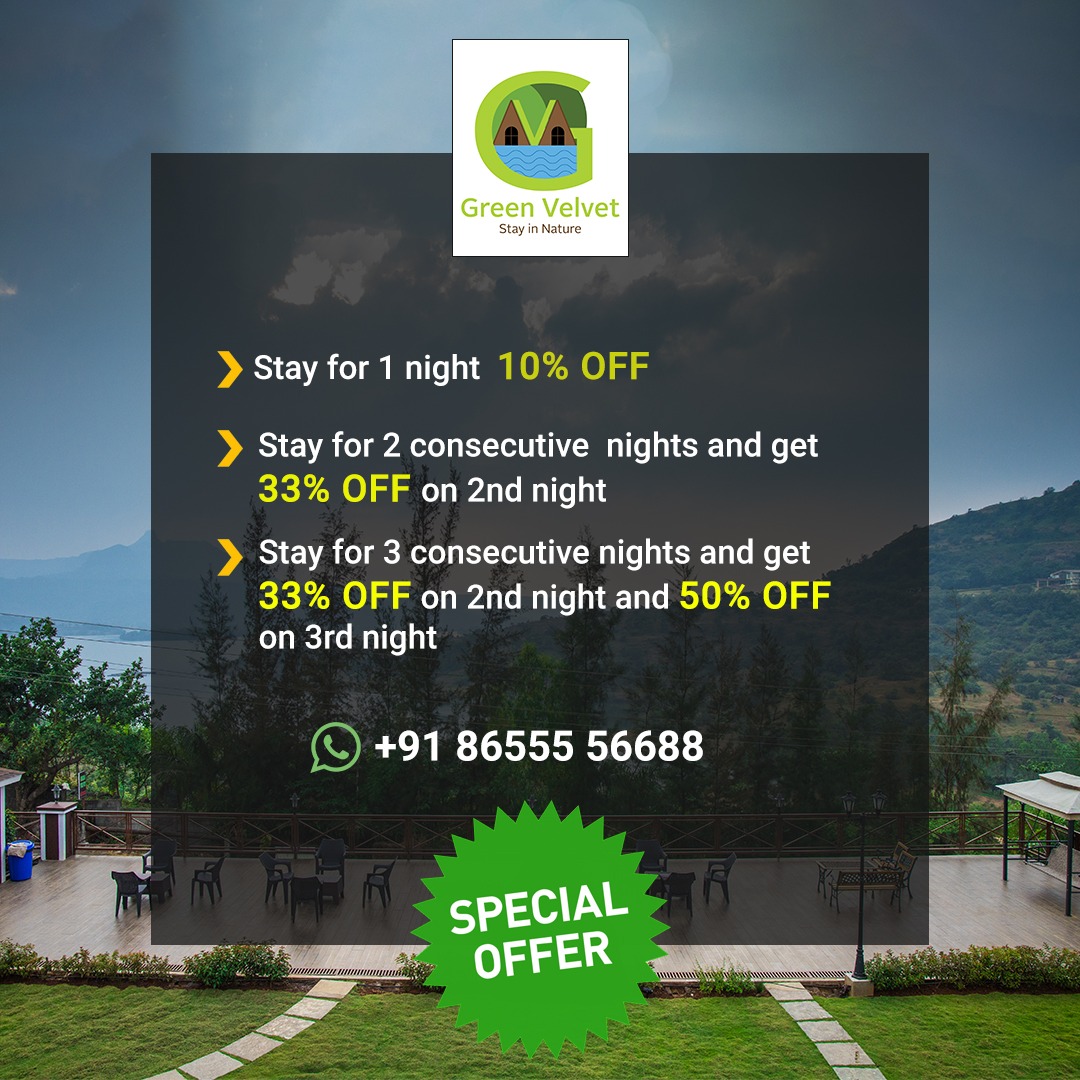 Green Velvet
Stay in Nature
Stay for 1 night 10% OFF
Stay for 2 consecutive nights and get
33% OFF on 2nd night
Stay for 3 consecutive nights and get
33% OFF on 2nd night and 50% OFF
on 3rd night
+91 86555 56688
SPECIAL
OFFER